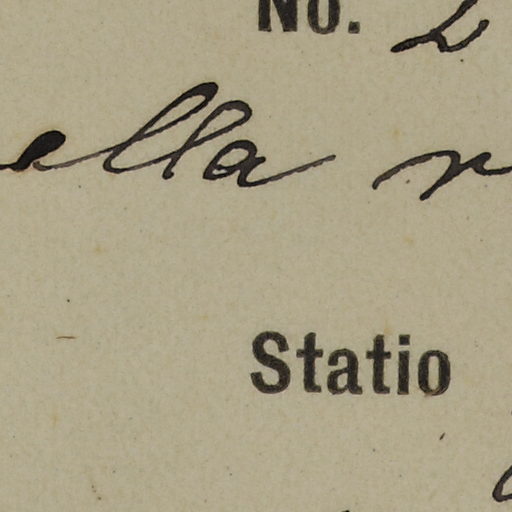 No. 2
ella r
Statio